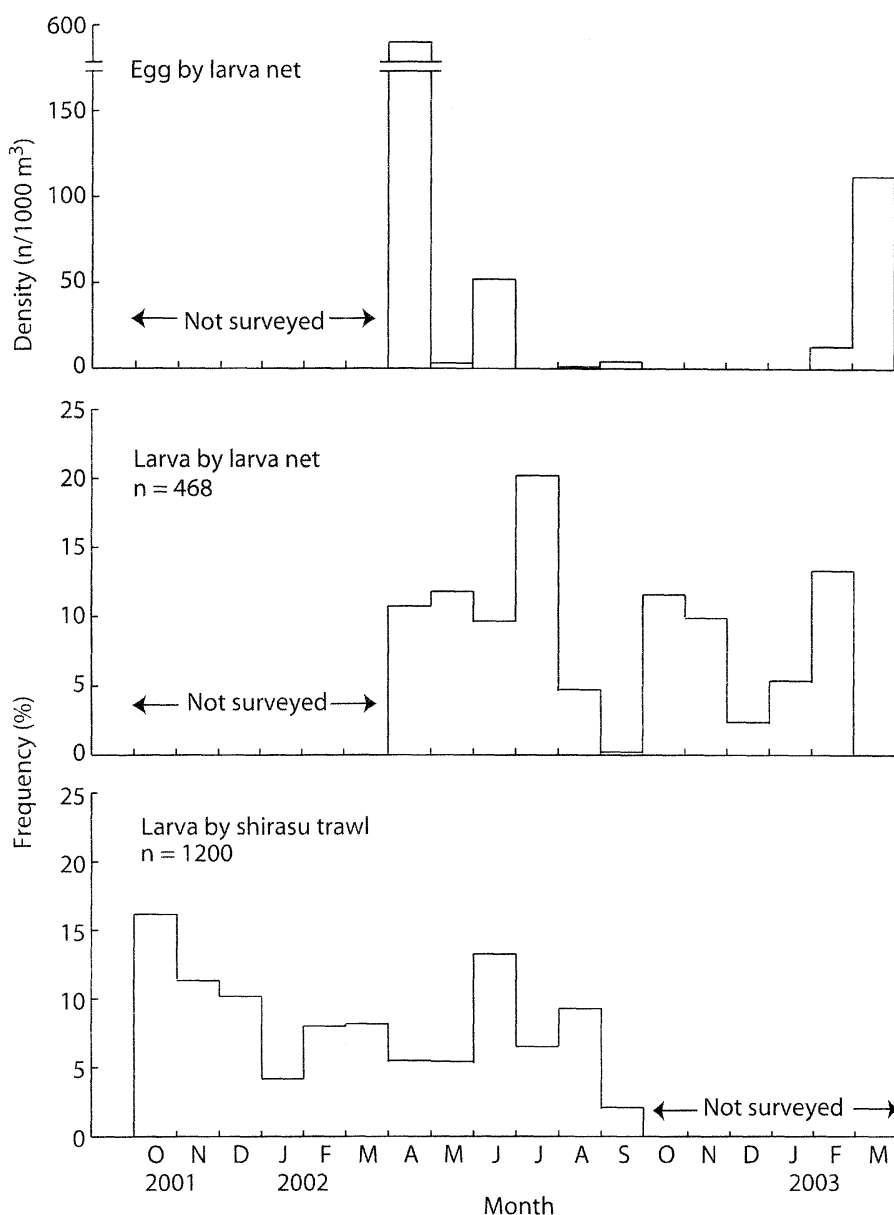 600
Egg by larva net
150
100
50
0
Density (n/1000 m³)
Not surveyed
25
20
15
10
5
0
Larva by larva net
n = 468
Not surveyed
Frequency (%)
25
20
15
10
5
0
Larva by shirasu trawl
n = 1200
Not surveyed
O N D J F M A M J J A S O N D J F M
2001 2002 2003
Month